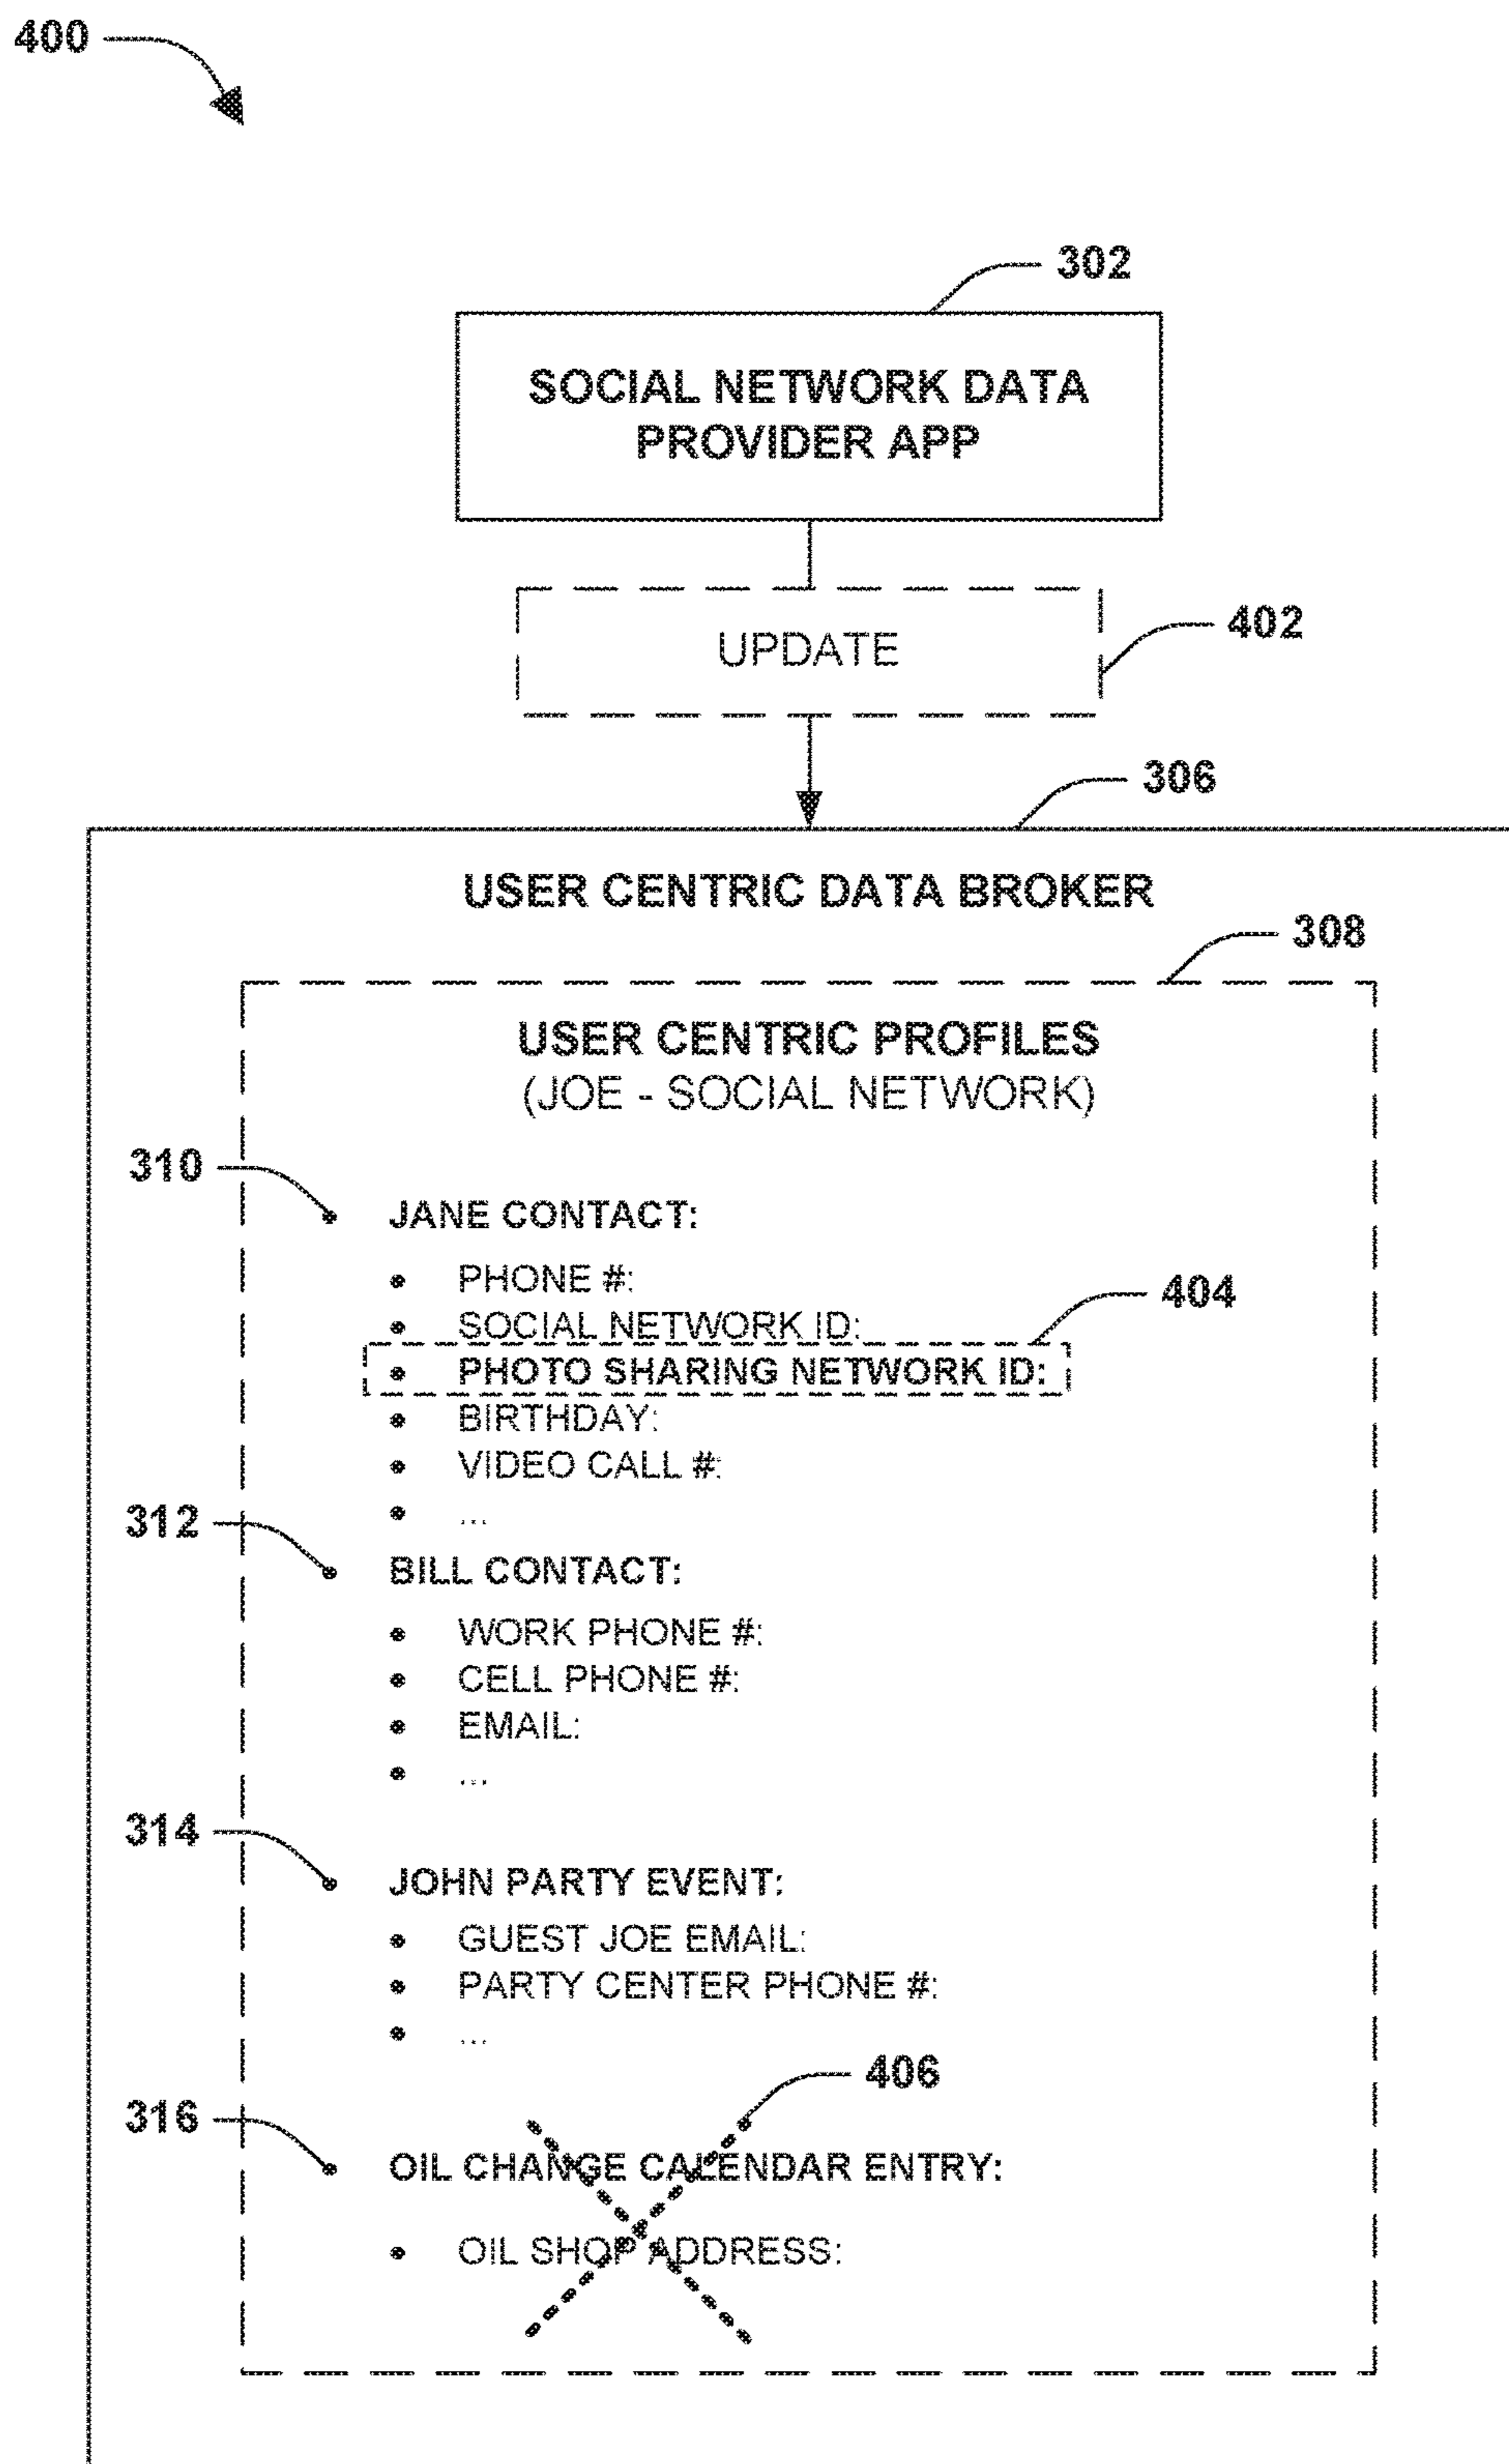 400
302
SOCIAL NETWORK DATA
PROVIDER APP
UPDATE
402
306
USER CENTRIC DATA BROKER
308
USER CENTRIC PROFILES
(JOE - SOCIAL NETWORK)
310
• JANE CONTACT:
• PHONE #:
404
• SOCIAL NETWORK ID:
• PHOTO SHARING NETWORK ID:
• BIRTHDAY:
• VIDEO CALL #:
• ...
312
• BILL CONTACT:
• WORK PHONE #:
• CELL PHONE #:
• EMAIL:
• ...
314
• JOHN PARTY EVENT:
• GUEST JOE EMAIL:
• PARTY CENTER PHONE #:
• ...
406
316
• OIL CHANGE CALENDAR ENTRY:
• OIL SHOP ADDRESS: